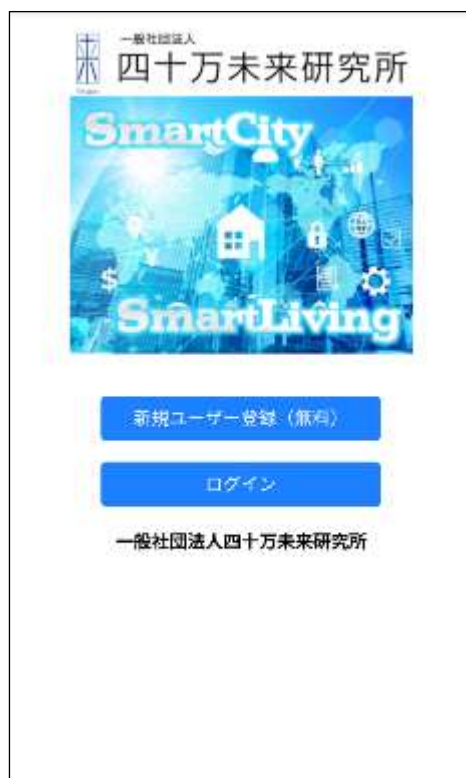 一般社団法人
四十万未来研究所
SmartCity
SmartLiving
新規ユーザー登録（無料）
ログイン
一般社団法人四十万未来研究所